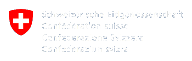 Schweizerische Eidgenossenschaft
Confédération suisse
Confederazione Svizzera
Confederaziun svizra